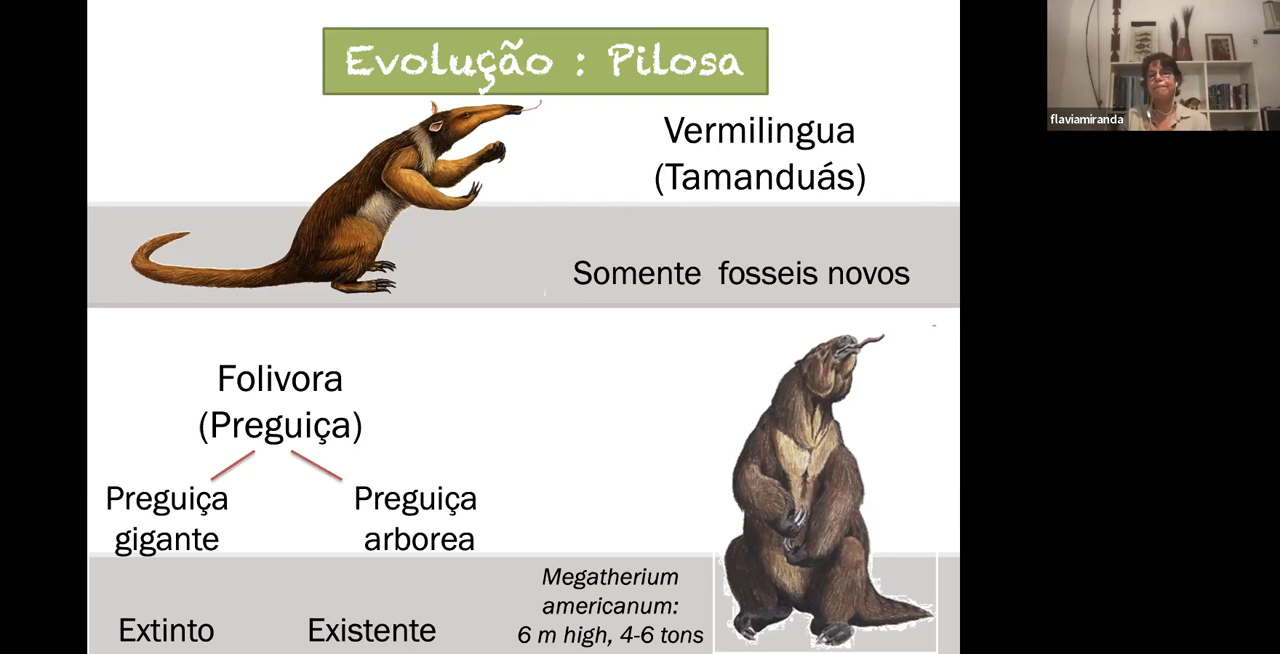 Evolução : Pilosa
flaviamiranda
Vermilingua
(Tamanduás)
Somente fosseis novos
Folivora
(Preguiça)
Preguiça
gigante
Preguiça
arborea
Extinto
Existente
Megatherium
americanum:
6 m high, 4-6 tons